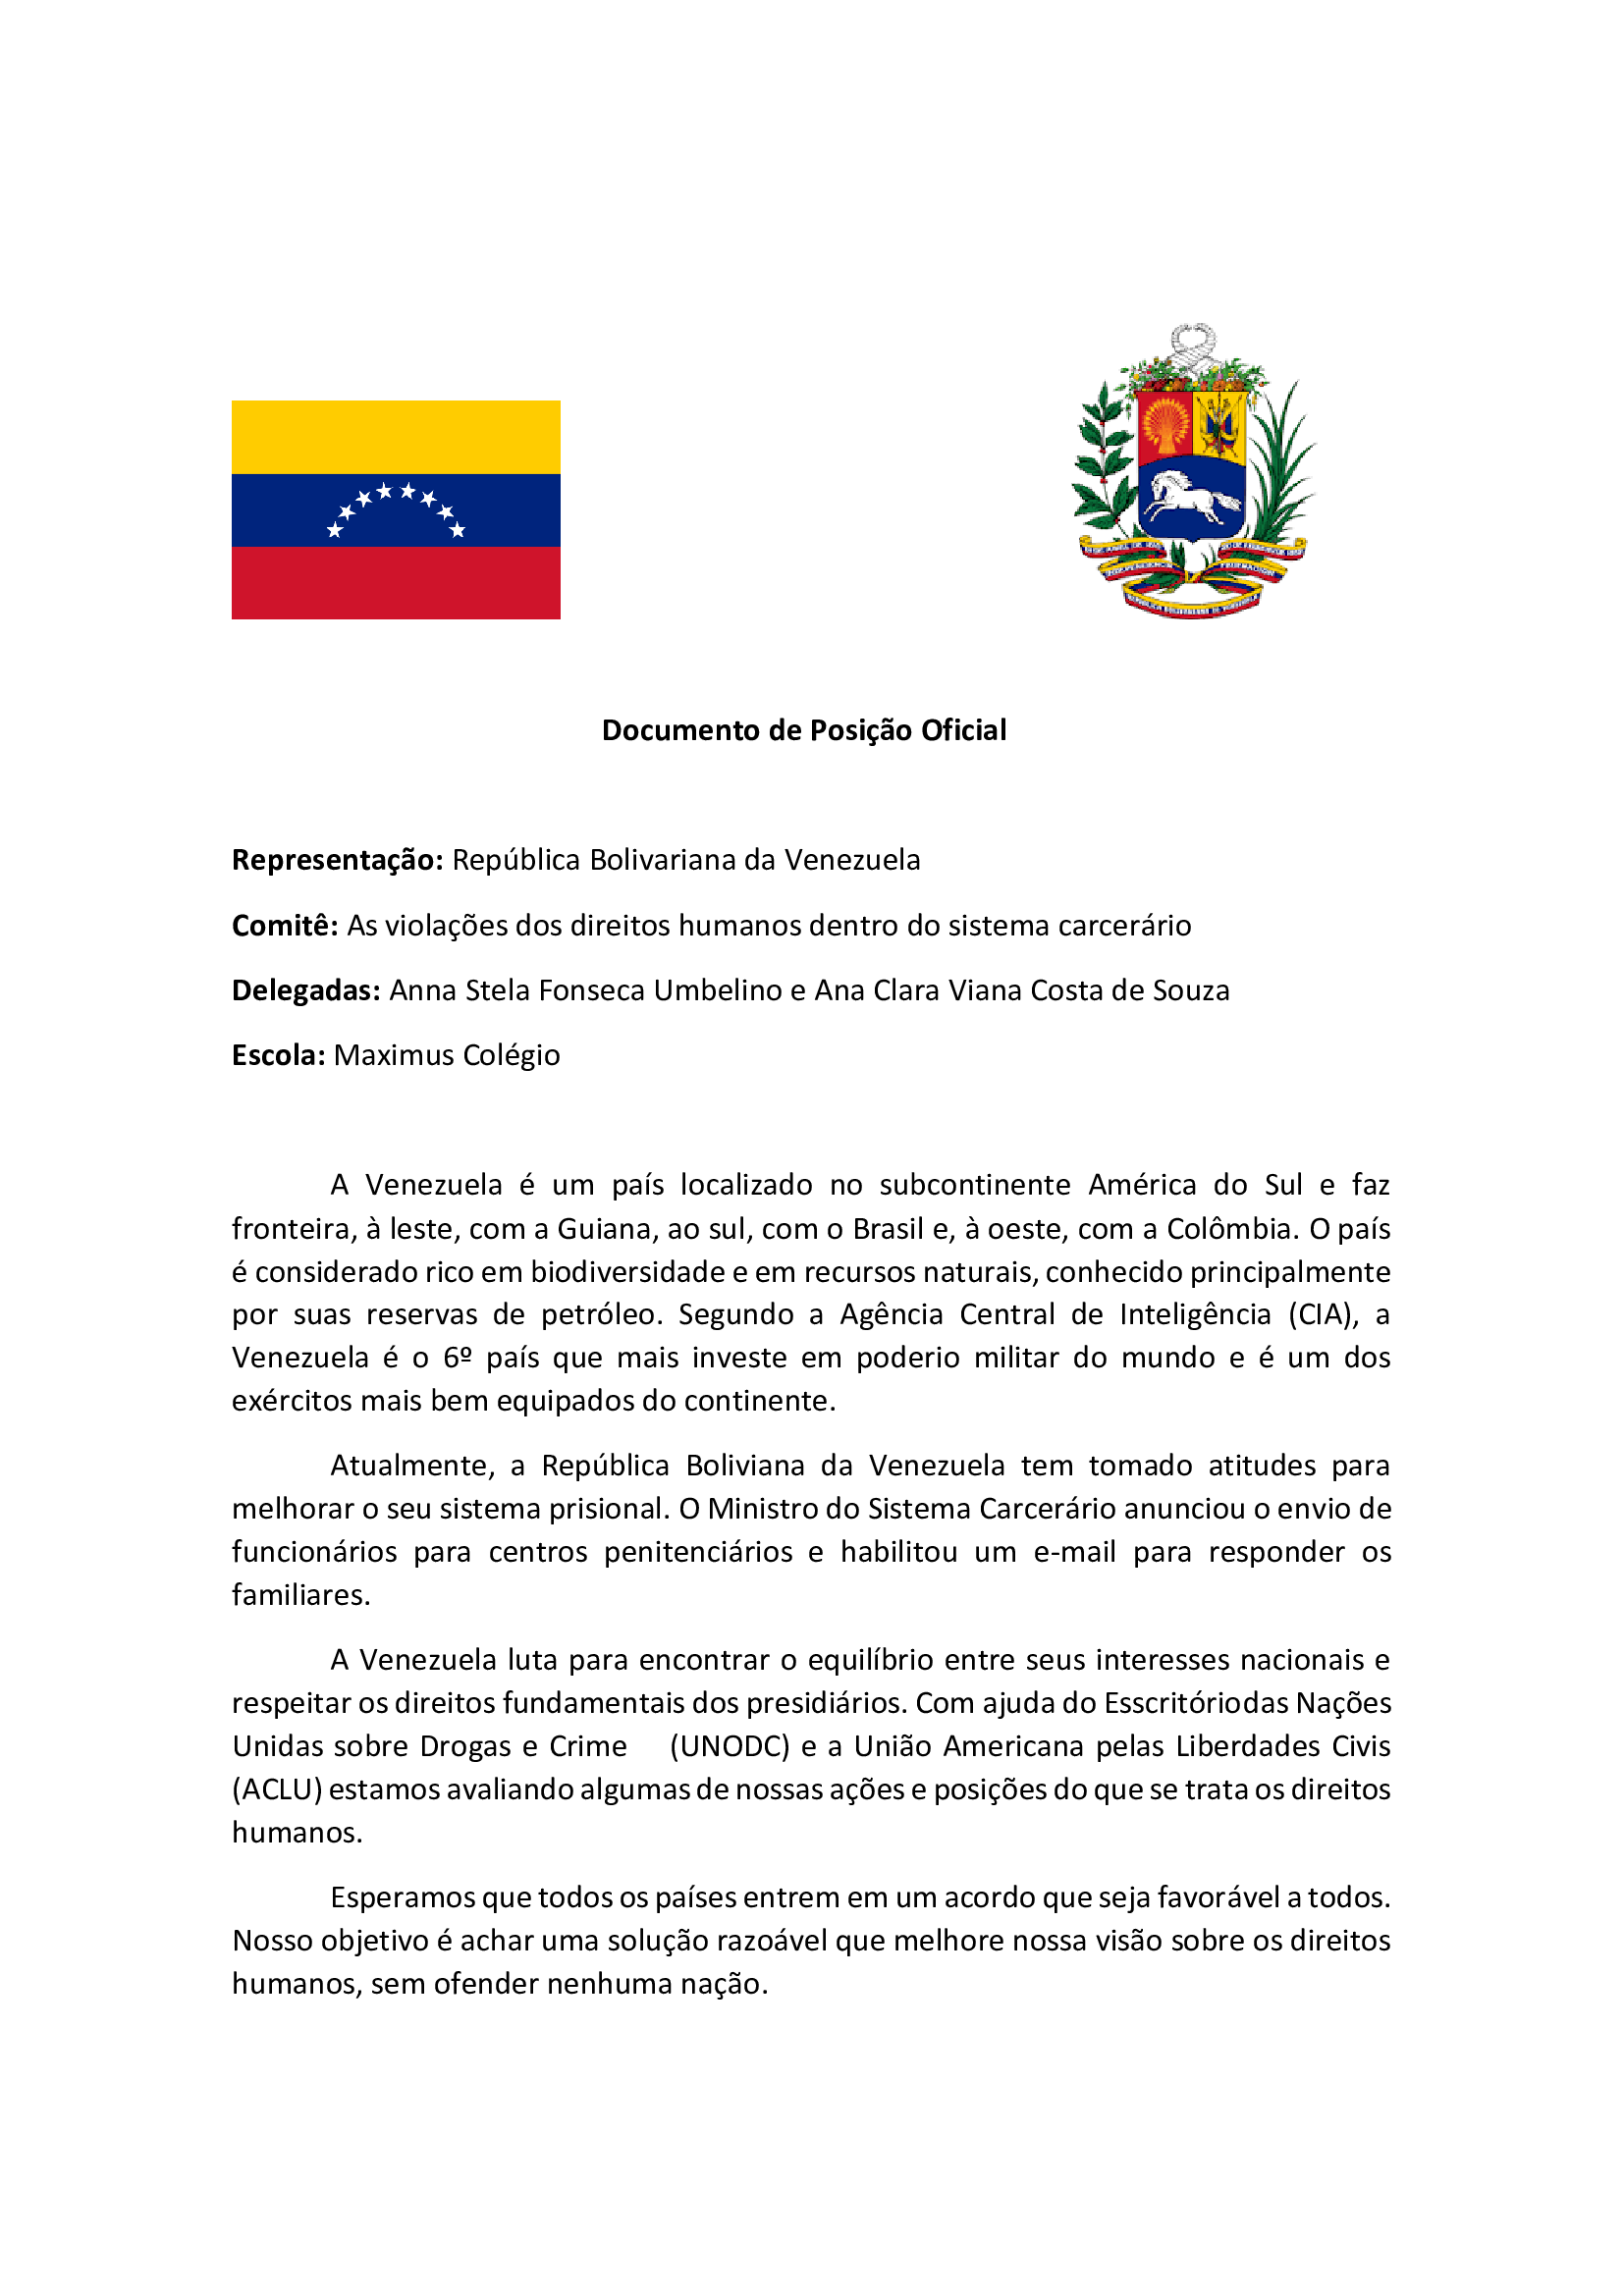 Documento de Posição Oficial
Representação: República Bolivariana da Venezuela
Comitê: As violações dos direitos humanos dentro do sistema carcerário
Delegadas: Anna Stela Fonseca Umbelino e Ana Clara Viana Costa de Souza
Escola: Maximus Colégio
A Venezuela é um país localizado no subcontinente América do Sul e faz
fronteira, à leste, com a Guiana, ao sul, com o Brasil e, à oeste, com a Colômbia. O país
é considerado rico em biodiversidade e em recursos naturais, conhecido principalmente
por suas reservas de petróleo. Segundo a Agência Central de Inteligência (CIA), a
Venezuela é o 6º país que mais investe em poderio militar do mundo e é um dos
exércitos mais bem equipados do continente.
Atualmente, a República Boliviana da Venezuela tem tomado atitudes para
melhorar o seu sistema prisional. O Ministro do Sistema Carcerário anunciou o envio de
funcionários para centros penitenciários e habilitou um e-mail para responder os
familiares.
A Venezuela luta para encontrar o equilíbrio entre seus interesses nacionais e
respeitar os direitos fundamentais dos presidiários. Com ajuda do Esscritóriodas Nações
Unidas sobre Drogas e Crime (UNODC) e a União Americana pelas Liberdades Civis
(ACLU) estamos avaliando algumas de nossas ações e posições do que se trata os direitos
humanos.
Esperamos que todos os países entrem em um acordo que seja favorável a todos.
Nosso objetivo é achar uma solução razoável que melhore nossa visão sobre os direitos
humanos, sem ofender nenhuma nação.